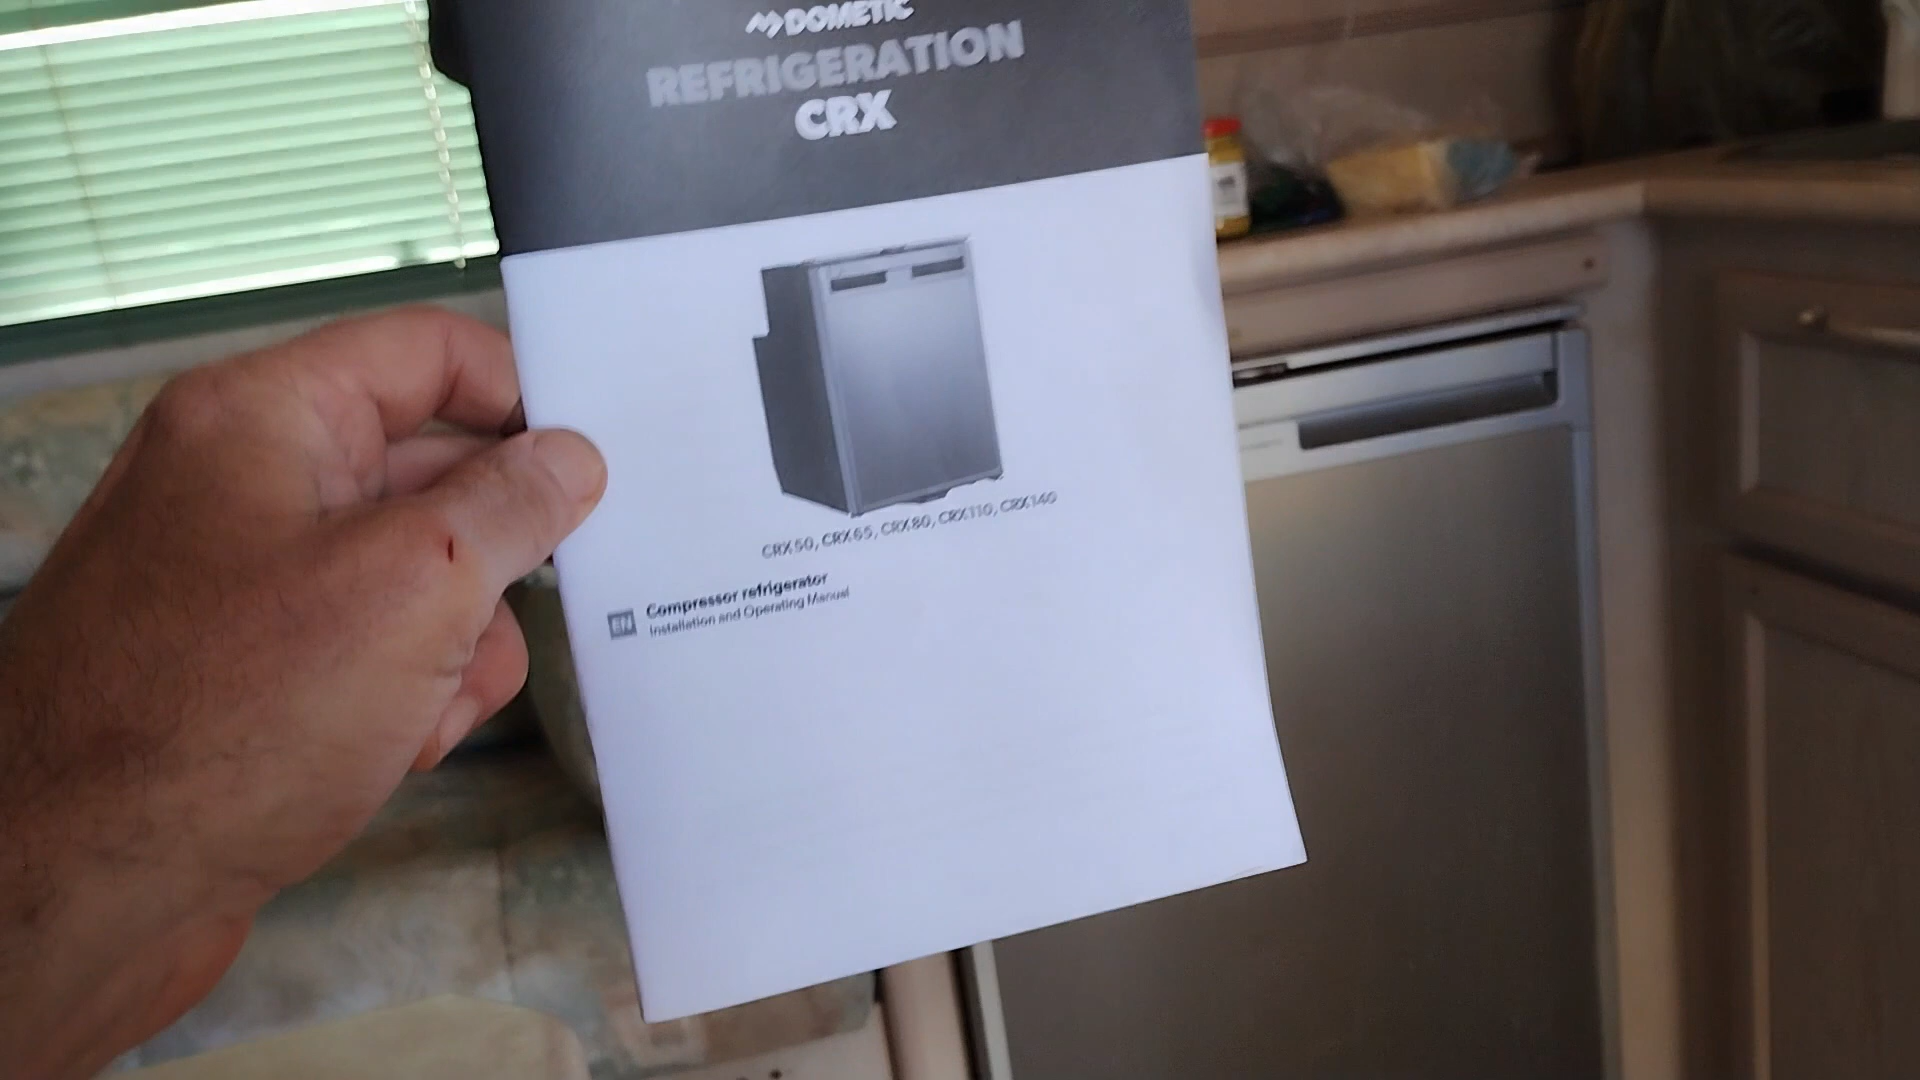 DOMETIC
REFRIGERATION
CRX
CRX50, CRX65, CRX80, CRX110, CRX140
EN
Compressor refrigerator
Installation and Operating Manual